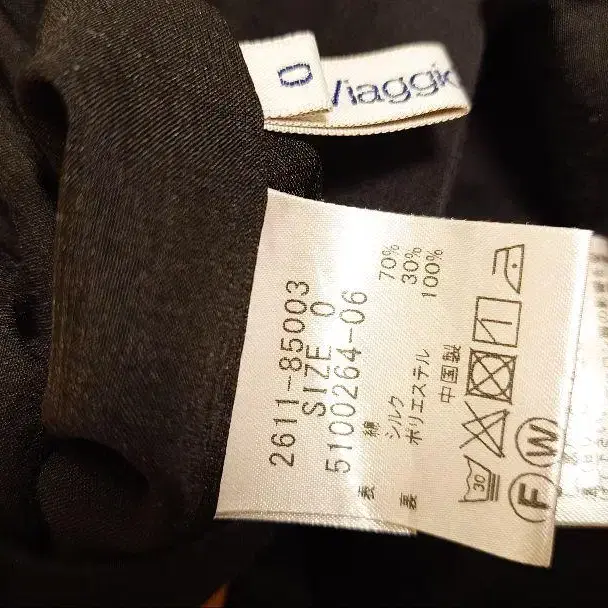 0
Viaggio
2611-85003
SIZE 0
5100264-06
表 綿 70%
シルク 30%
裏 ポリエステル 100%
中国製
30
F W